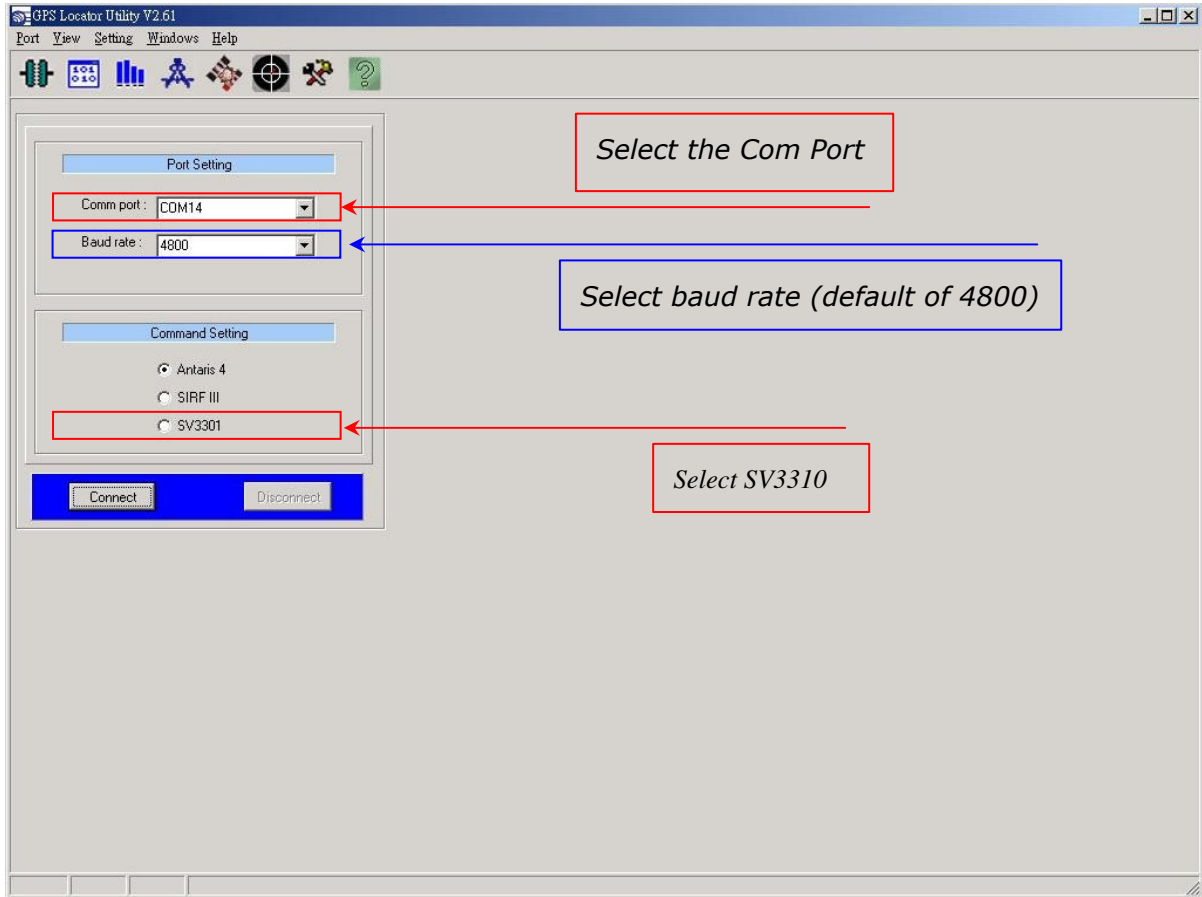 GPS Locator Utility V2.61
Port View Setting Windows Help
101
010
Select the Com Port
Port Setting
Comm port : COM14
Baud rate : 4800
Select baud rate (default of 4800)
Command Setting
Antaris 4
SIRF III
SV3301
Select SV3310
Connect Disconnect